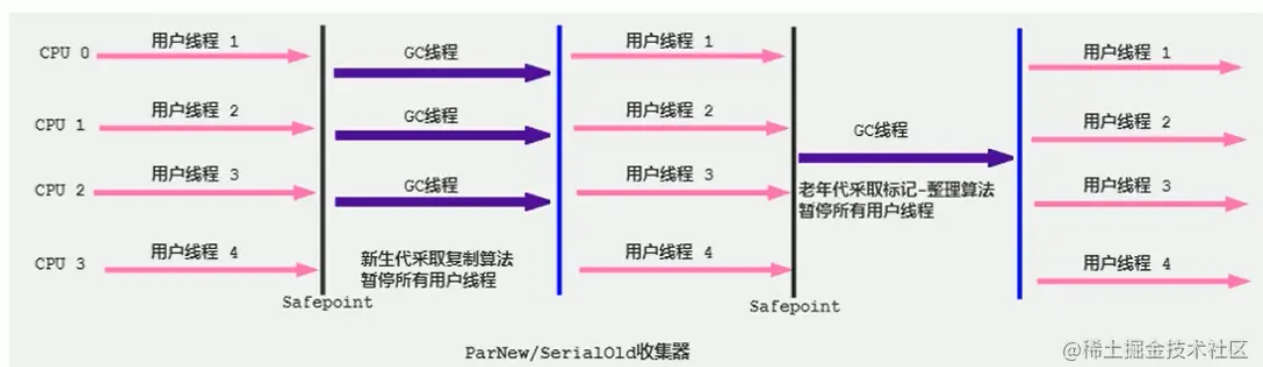 CPU 0
用户线程 1
GC线程
用户线程 1
用户线程 1
CPU 1
用户线程 2
GC线程
用户线程 2
GC线程
用户线程 2
CPU 2
用户线程 3
GC线程
用户线程 3
老年代采取标记-整理算法
暂停所有用户线程
用户线程 3
CPU 3
用户线程 4
新生代采取复制算法
暂停所有用户线程
用户线程 4
用户线程 4
Safepoint
Safepoint
ParNew/SerialOld收集器
@稀土掘金技术社区